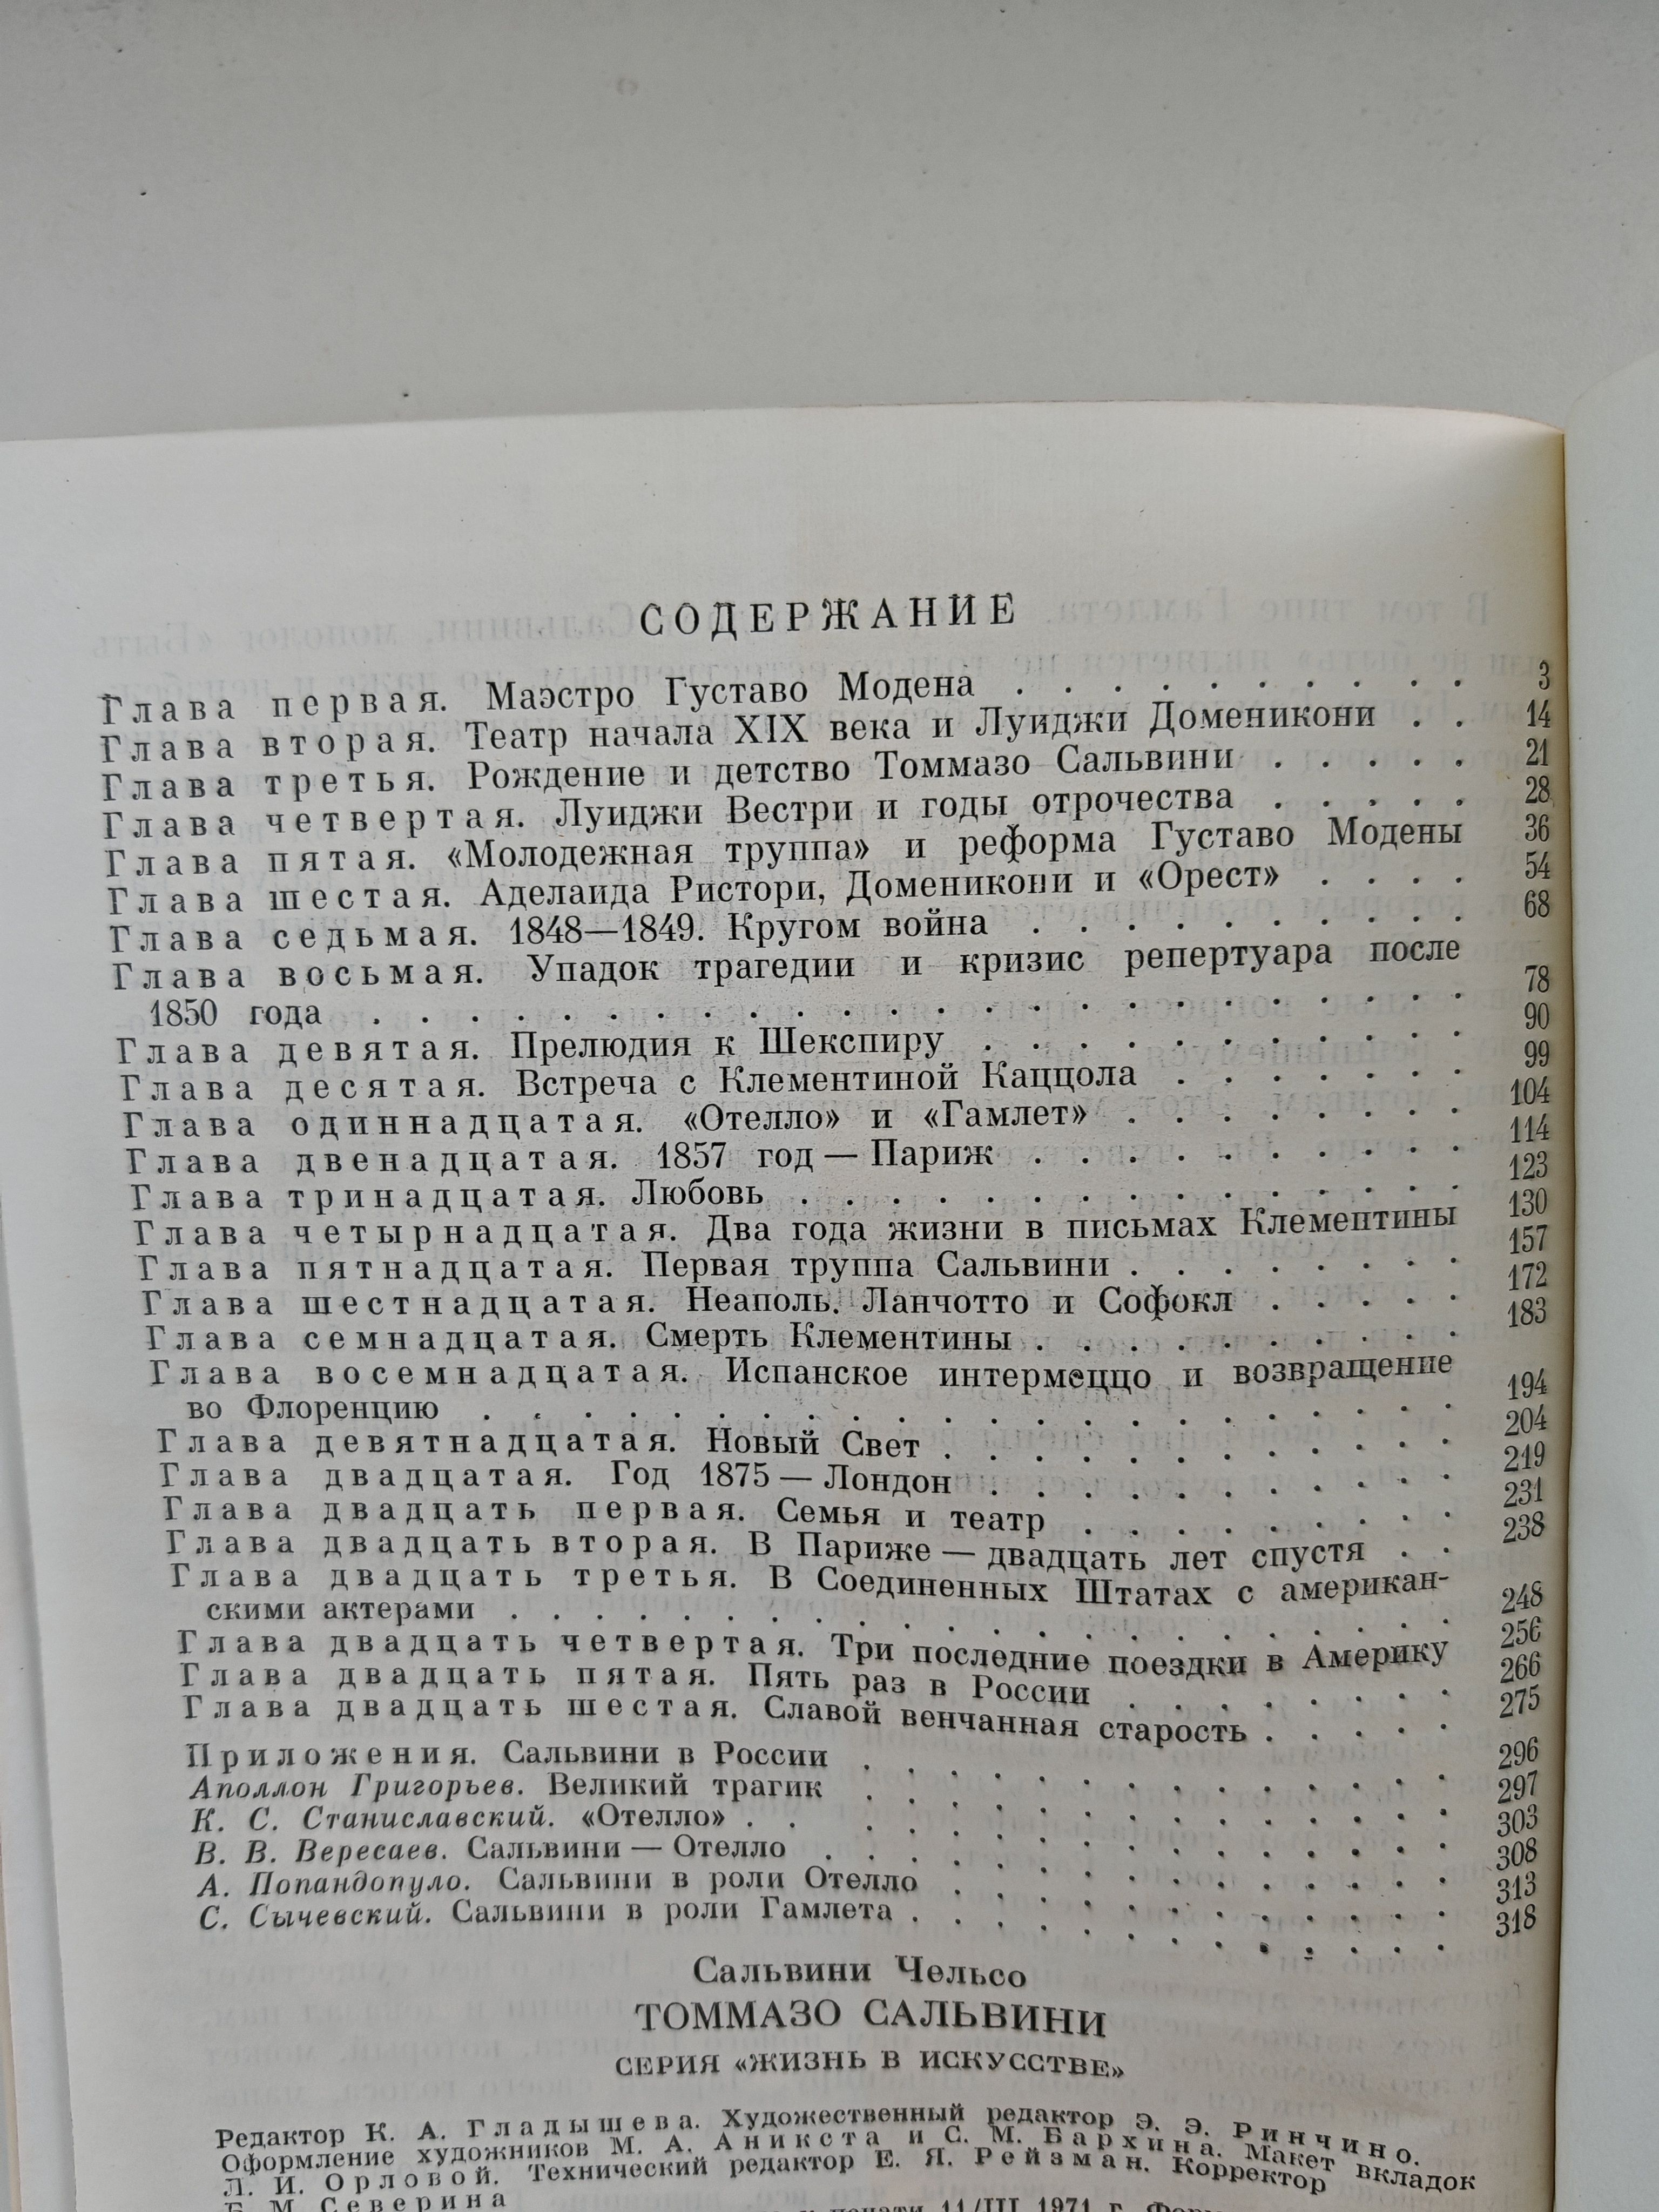 СОДЕРЖАНИЕ
Глава первая. Маэстро Густаво Модена . . . . . . . . . . 3
Глава вторая. Театр начала XIX века и Луиджи Доменикони . . 14
Глава третья. Рождение и детство Томмазо Сальвини . . . . . 21
Глава четвертая. Луиджи Вестри и годы отрочества . . . . . 28
Глава пятая. «Молодежная труппа» и реформа Густаво Модены 36
Глава шестая. Аделаида Ристори, Доменикони и «Орест» . . . . 54
Глава седьмая. 1848—1849. Кругом война . . . . . . . . . . 68
Глава восьмая. Упадок трагедии и кризис репертуара после
1850 года . . . . . . . . . . . . . . . . . . . . . . . 78
Глава девятая. Прелюдия к Шекспиру . . . . . . . . . . . 90
Глава десятая. Встреча с Клементиной Каццола . . . . . . . 99
Глава одиннадцатая. «Отелло» и «Гамлет» . . . . . . . . 104
Глава двенадцатая. 1857 год — Париж . . . . . . . . . . 114
Глава тринадцатая. Любовь . . . . . . . . . . . . . . . 123
Глава четырнадцатая. Два года жизни в письмах Клементины 130
Глава пятнадцатая. Первая труппа Сальвини . . . . . . . . 157
Глава шестнадцатая. Неаполь. Ланчотто и Софокл . . . . . 172
Глава семнадцатая. Смерть Клементины . . . . . . . . . . 183
Глава восемнадцатая. Испанское интермеццо и возвращение
во Флоренцию . . . . . . . . . . . . . . . . . . . . . 194
Глава девятнадцатая. Новый Свет . . . . . . . . . . . . 204
Глава двадцатая. Год 1875 — Лондон . . . . . . . . . . . 219
Глава двадцать первая. Семья и театр . . . . . . . . . 231
Глава двадцать вторая. В Париже — двадцать лет спустя . . 238
Глава двадцать третья. В Соединенных Штатах с американ-
скими актерами . . . . . . . . . . . . . . . . . . . . 248
Глава двадцать четвертая. Три последние поездки в Америку 256
Глава двадцать пятая. Пять раз в России . . . . . . . . 266
Глава двадцать шестая. Славой венчанная старость . . . . . 275
Приложения. Сальвини в России . . . . . . . . . . . . . . 296
Аполлон Григорьев. Великий трагик . . . . . . . . . . . . . . 297
К. С. Станиславский. «Отелло» . . . . . . . . . . . . . . . . 303
В. В. Вересаев. Сальвини — Отелло . . . . . . . . . . . . . . . 308
А. Попандопуло. Сальвини в роли Отелло . . . . . . . . . . . . 313
С. Сычевский. Сальвини в роли Гамлета . . . . . . . . . . . . . 318
Сальвини Чельсо
ТОММАЗО САЛЬВИНИ
СЕРИЯ «ЖИЗНЬ В ИСКУССТВЕ»
Редактор К. А. Гладышева. Художественный редактор Э. Э. Ринчино.
Оформление художников М. А. Аникста и С. М. Бархина. Макет вкладок
Л. И. Орловой. Технический редактор Е. Я. Рейзман. Корректор
Б. М. Северина
печати 11/III 1971 г.